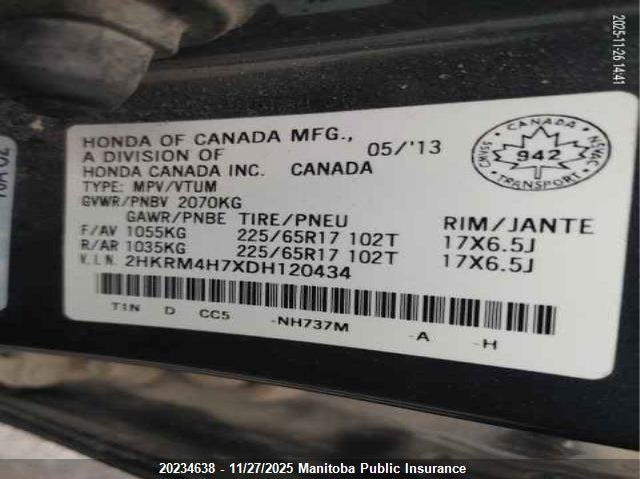 2025-11-26 14:41
HONDA OF CANADA MFG.,
A DIVISION OF
HONDA CANADA INC. CANADA
05/'13
TYPE: MPV/VTUM
GVWR/PNBV 2070KG
GAWR/PNBE TIRE/PNEU RIM/JANTE
F/AV 1055KG 225/65R17 102T 17X6.5J
R/AR 1035KG 225/65R17 102T 17X6.5J
V.I.N. 2HKRM4H7XDH120434
TIN D CC5 -NH737M -A -H
CANADA
CMVSS 942 NSVAC
TRANSPORT
20234638 - 11/27/2025 Manitoba Public Insurance